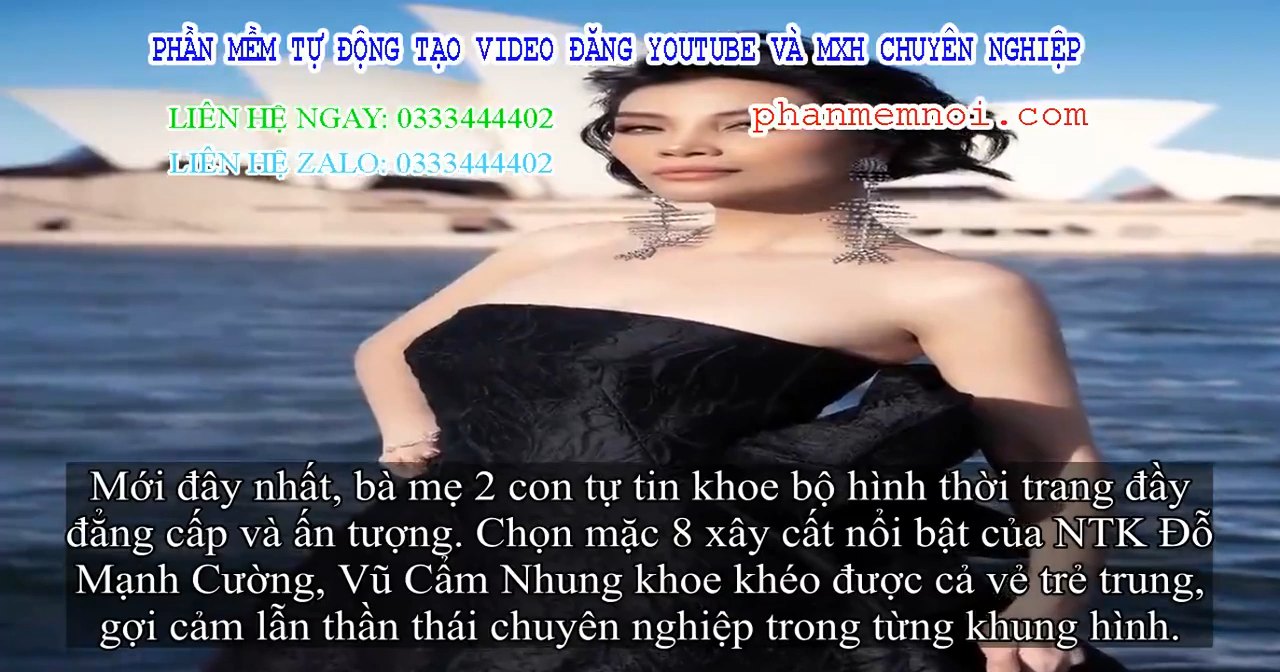 PHẦN MỀM TỰ ĐỘNG TẠO VIDEO ĐĂNG YOUTUBE VÀ MXH CHUYÊN NGHIỆP
LIÊN HỆ NGAY: 0333444402
phanmemnoi.com
LIÊN HỆ ZALO: 0333444402
Mới đây nhất, bà mẹ 2 con tự tin khoe bộ hình thời trang đầy
đẳng cấp và ấn tượng. Chọn mặc 8 xây cất nổi bật của NTK Đỗ
Mạnh Cường, Vũ Cẩm Nhung khoe khéo được cả vẻ trẻ trung,
gợi cảm lẫn thần thái chuyên nghiệp trong từng khung hình.